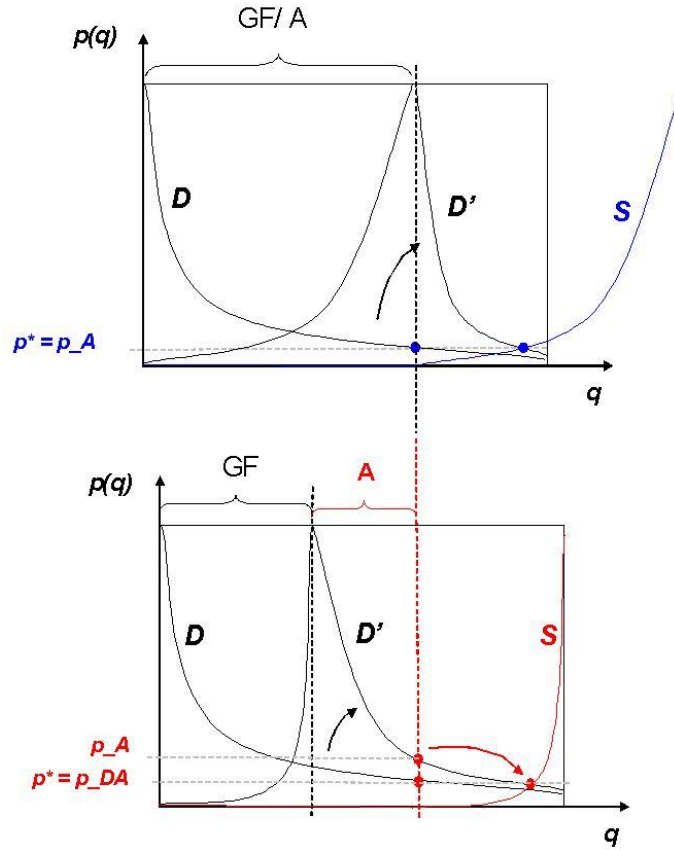 GF/ A
p(q)
D
D'
S
p* = p_A
q
GF
A
p(q)
D
D'
S
p_A
p* = p_DA
q